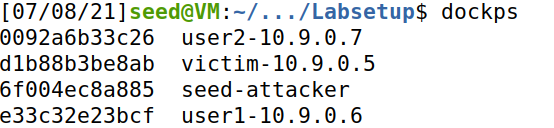 [07/08/21]seed@VM:~/.../Labsetup$ dockps
0092a6b33c26  user2-10.9.0.7
d1b88b3be8ab  victim-10.9.0.5
6f004ec8a885  seed-attacker
e33c32e23bcf  user1-10.9.0.6